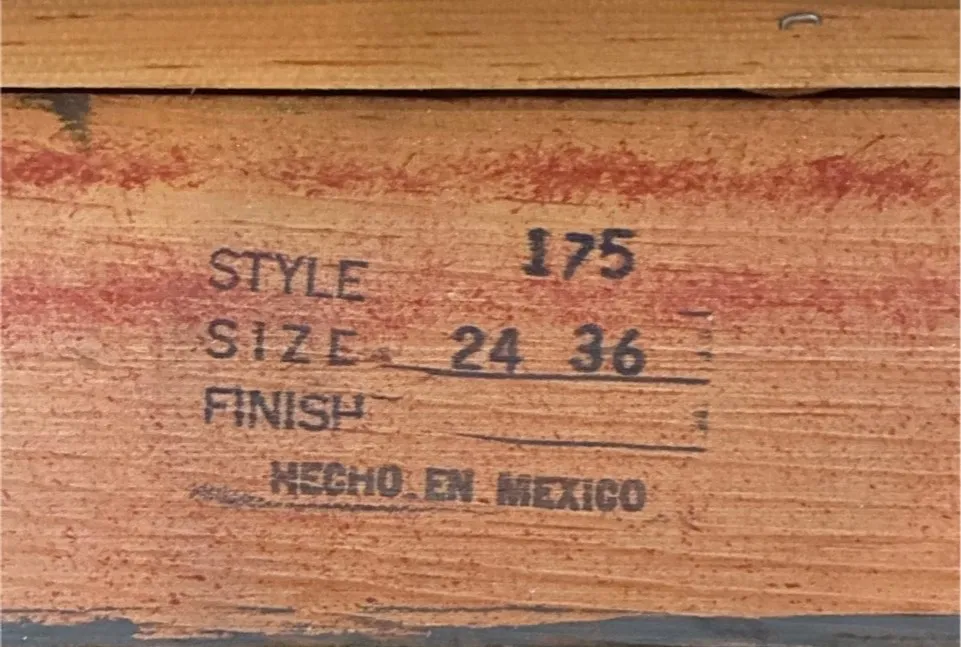 STYLE 175
SIZE 24 36
FINISH
HECHO EN MEXICO